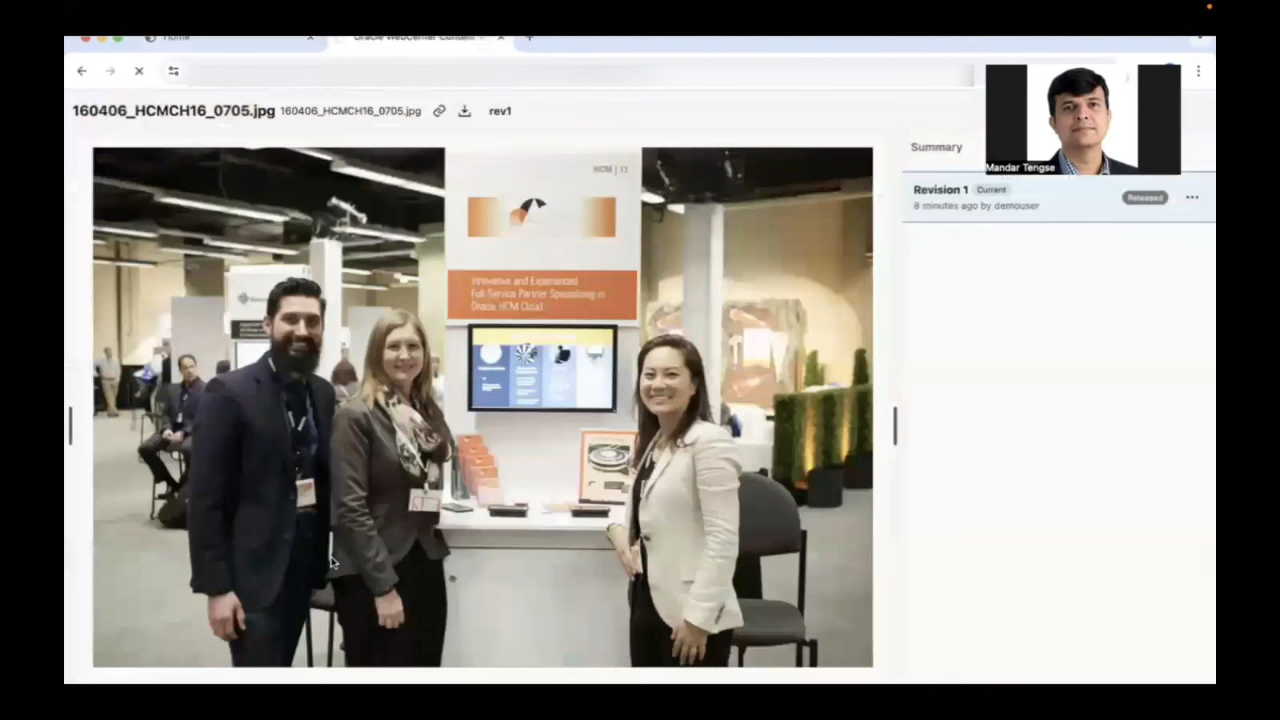 Home
Oracle WebCenter Content
160406_HCMCH16_0705.jpg 160406_HCMCH16_0705.jpg rev1
Mandar Tengse
Summary
Revision 1 Current
8 minutes ago by demouser
Released
HCM | 11
Innovative and Experienced
Full-Service Partner Specializing in
Oracle HCM Cloud